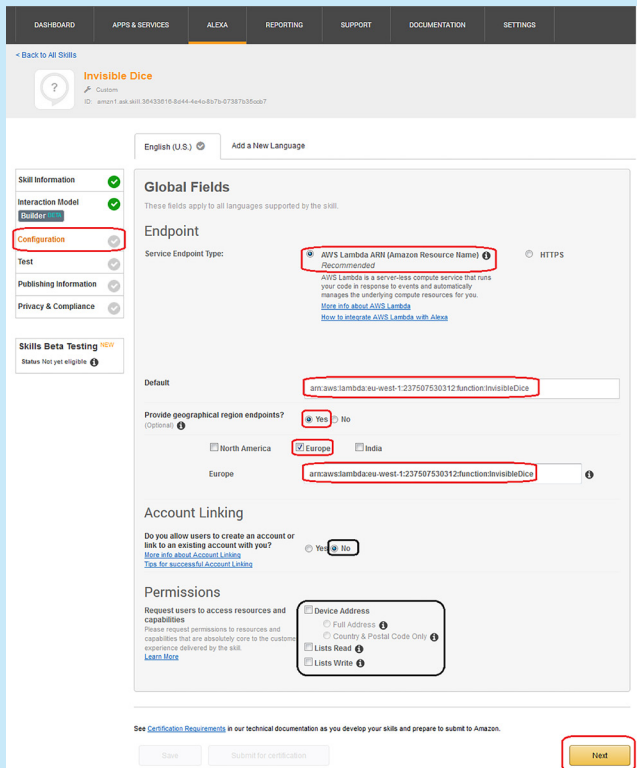 DASHBOARD APPS & SERVICES ALEXA REPORTING SUPPORT DOCUMENTATION SETTINGS
< Back to All Skills
?
Invisible Dice
Custom
English (U.S.) Add a New Language
Skill Information
Interaction Model
Builder BETA
Configuration
Test
Publishing Information
Privacy & Compliance
Skills Beta Testing NEW
Status Not yet eligible
Global Fields
These fields apply to all languages supported by the skill.
Endpoint
Service Endpoint Type:
AWS Lambda ARN (Amazon Resource Name)
Recommended
HTTPS
AWS Lambda is a server-less compute service that runs
your code in response to events and automatically
manages the underlying compute resources for you.
More info about AWS Lambda
How to integrate AWS Lambda with Alexa
Default
arn:aws:lambda:eu-west-1:237507530312:function:InvisibleDice
Provide geographical region endpoints?
(Optional)
Yes No
North America Europe India
Europe
arn:aws:lambda:eu-west-1:237507530312:function:InvisibleDice
Account Linking
Do you allow users to create an account or
link to an existing account with you?
Yes No
More info about Account Linking
Tips for successful Account Linking
Permissions
Request users to access resources and
capabilities
Please request permissions to resources and
capabilities that are absolutely core to the custome
experience delivered by the skill.
Learn More
Device Address
Full Address
Country & Postal Code Only
Lists Read
Lists Write
See Certification Requirements in our technical documentation as you develop your skills and prepare to submit to Amazon.
Save Submit for certification Next